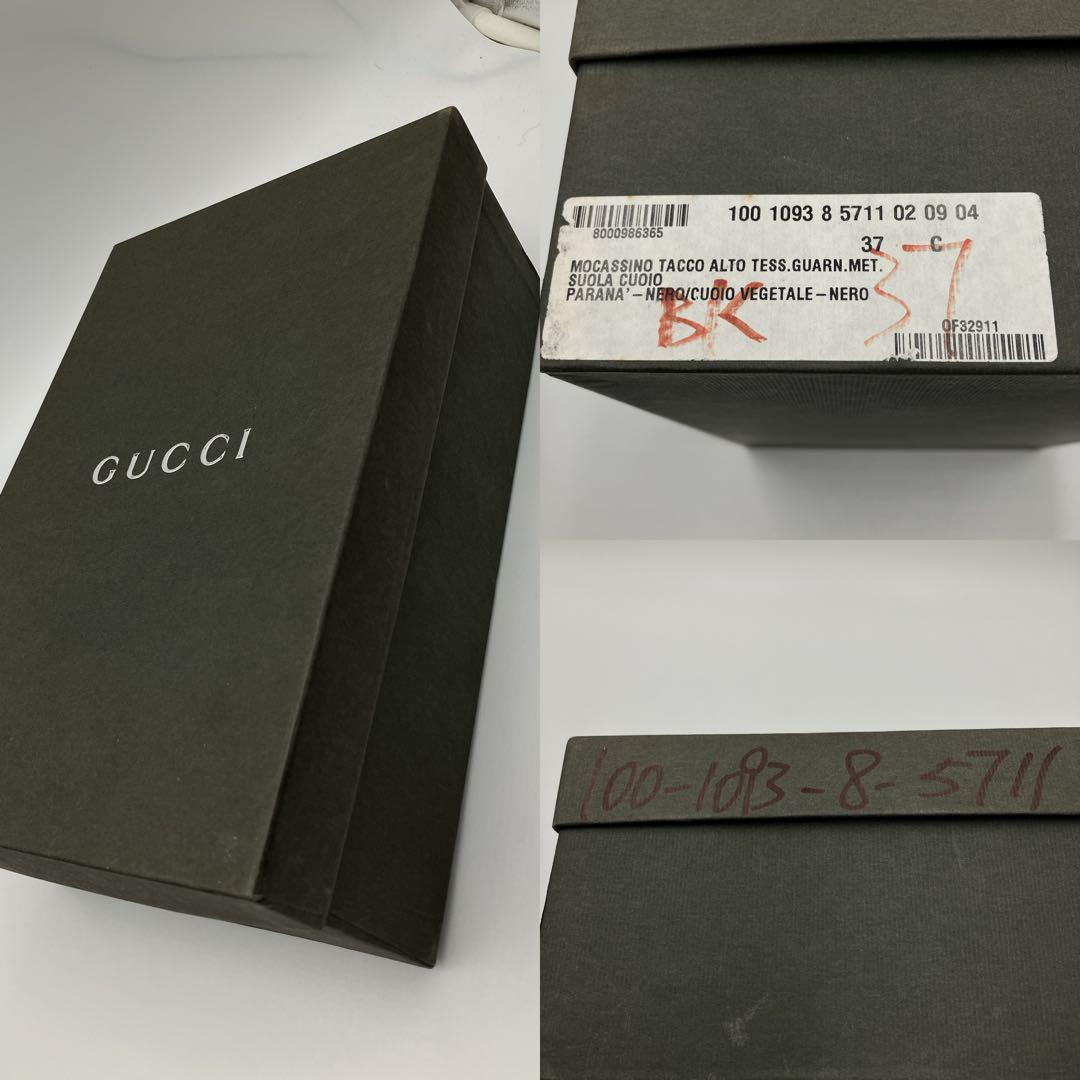 GUCCI
100 1093 8 5711 02 09 04
8000986365
37 C
37
MOCASSINO TACCO ALTO TESS.GUARN.MET.
SUOLA CUOIO
PARANA'-NERO/CUOIO VEGETALE-NERO
BK
OF32911
100-1093-8-5711